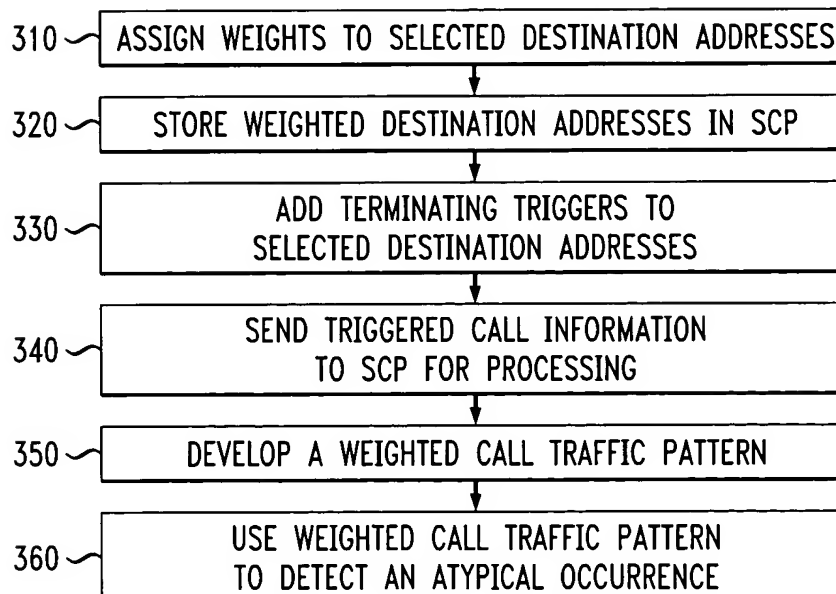 310 ASSIGN WEIGHTS TO SELECTED DESTINATION ADDRESSES
320 STORE WEIGHTED DESTINATION ADDRESSES IN SCP
330 ADD TERMINATING TRIGGERS TO
SELECTED DESTINATION ADDRESSES
340 SEND TRIGGERED CALL INFORMATION
TO SCP FOR PROCESSING
350 DEVELOP A WEIGHTED CALL TRAFFIC PATTERN
360 USE WEIGHTED CALL TRAFFIC PATTERN
TO DETECT AN ATYPICAL OCCURRENCE